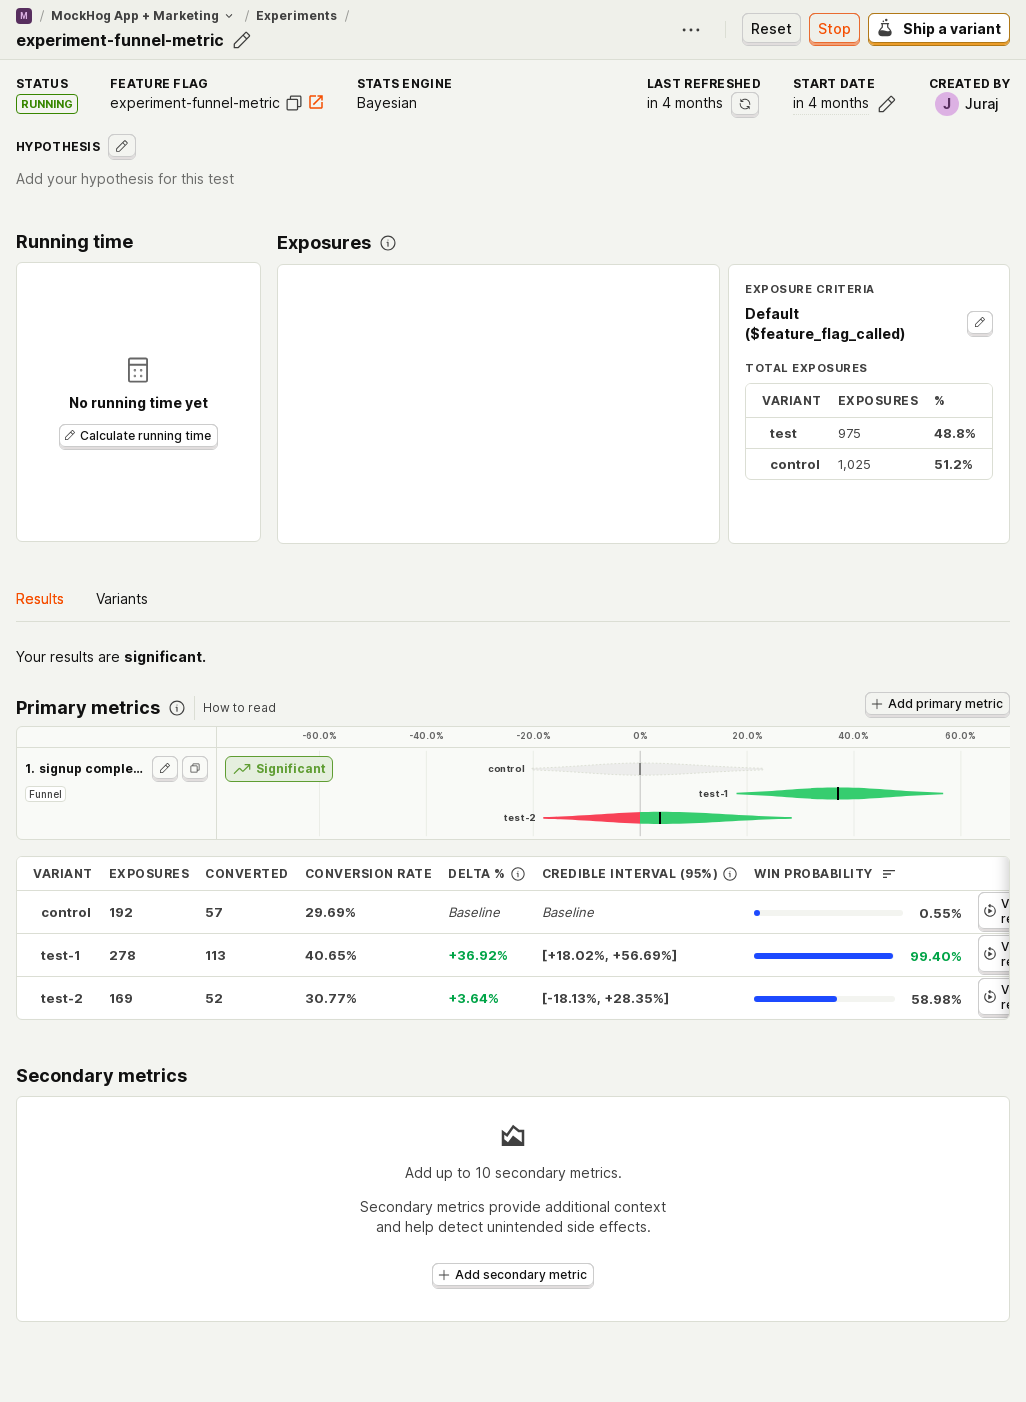 M / MockHog App + Marketing / Experiments /
experiment-funnel-metric
Reset Stop Ship a variant
STATUS FEATURE FLAG STATS ENGINE LAST REFRESHED START DATE CREATED BY
RUNNING experiment-funnel-metric Bayesian in 4 months in 4 months J Juraj
HYPOTHESIS
Add your hypothesis for this test
Running time
Exposures
No running time yet
Calculate running time
EXPOSURE CRITERIA
Default
($feature_flag_called)
TOTAL EXPOSURES
VARIANT EXPOSURES %
test 975 48.8%
control 1,025 51.2%
Results Variants
Your results are significant.
Primary metrics How to read
Add primary metric
-60.0% -40.0% -20.0% 0% 20.0% 40.0% 60.0%
1. signup comple...
Funnel
Significant
control
test-1
test-2
VARIANT EXPOSURES CONVERTED CONVERSION RATE DELTA % CREDIBLE INTERVAL (95%) WIN PROBABILITY
control 192 57 29.69% Baseline Baseline 0.55%
test-1 278 113 40.65% +36.92% [+18.02%, +56.69%] 99.40%
test-2 169 52 30.77% +3.64% [-18.13%, +28.35%] 58.98%
Secondary metrics
Add up to 10 secondary metrics.
Secondary metrics provide additional context
and help detect unintended side effects.
Add secondary metric